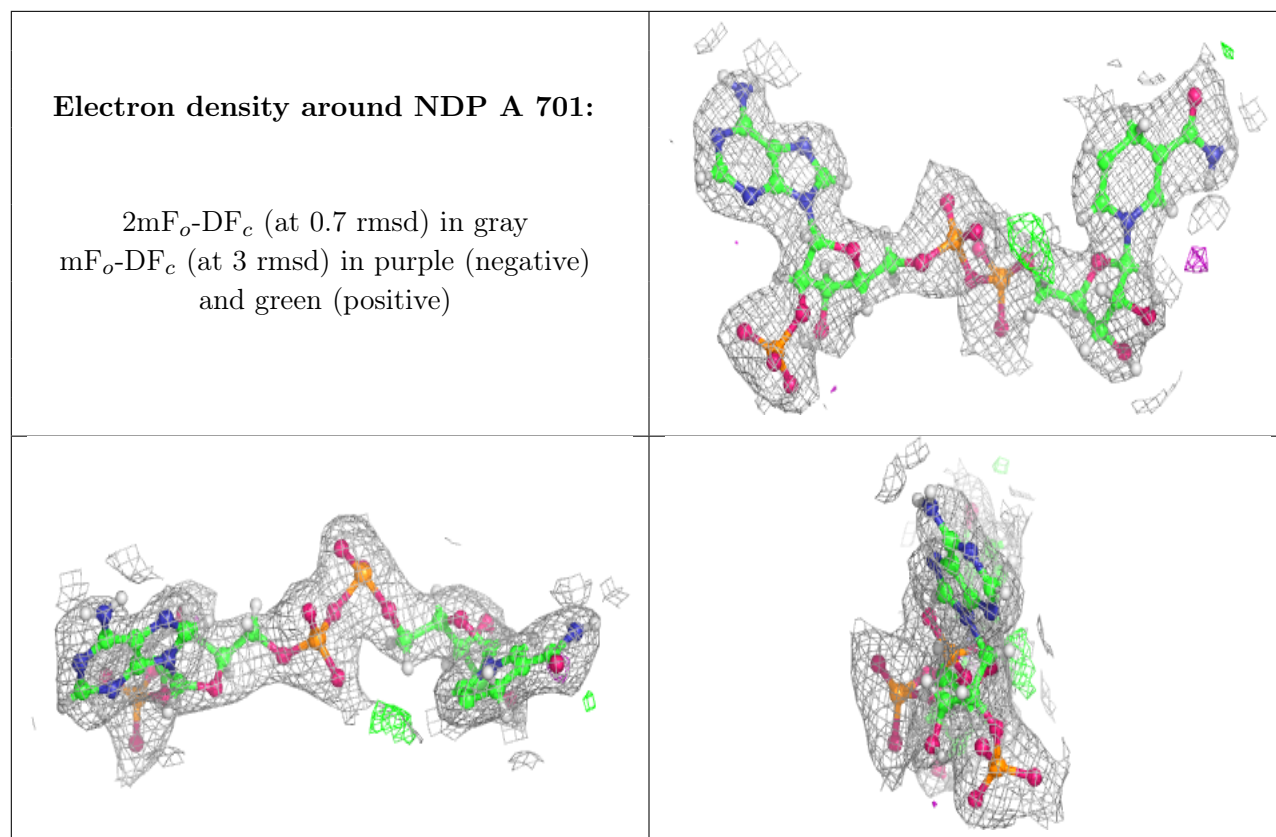 Electron density around NDP A 701:
2mFo-DFc (at 0.7 rmsd) in gray
mFo-DFc (at 3 rmsd) in purple (negative)
and green (positive)